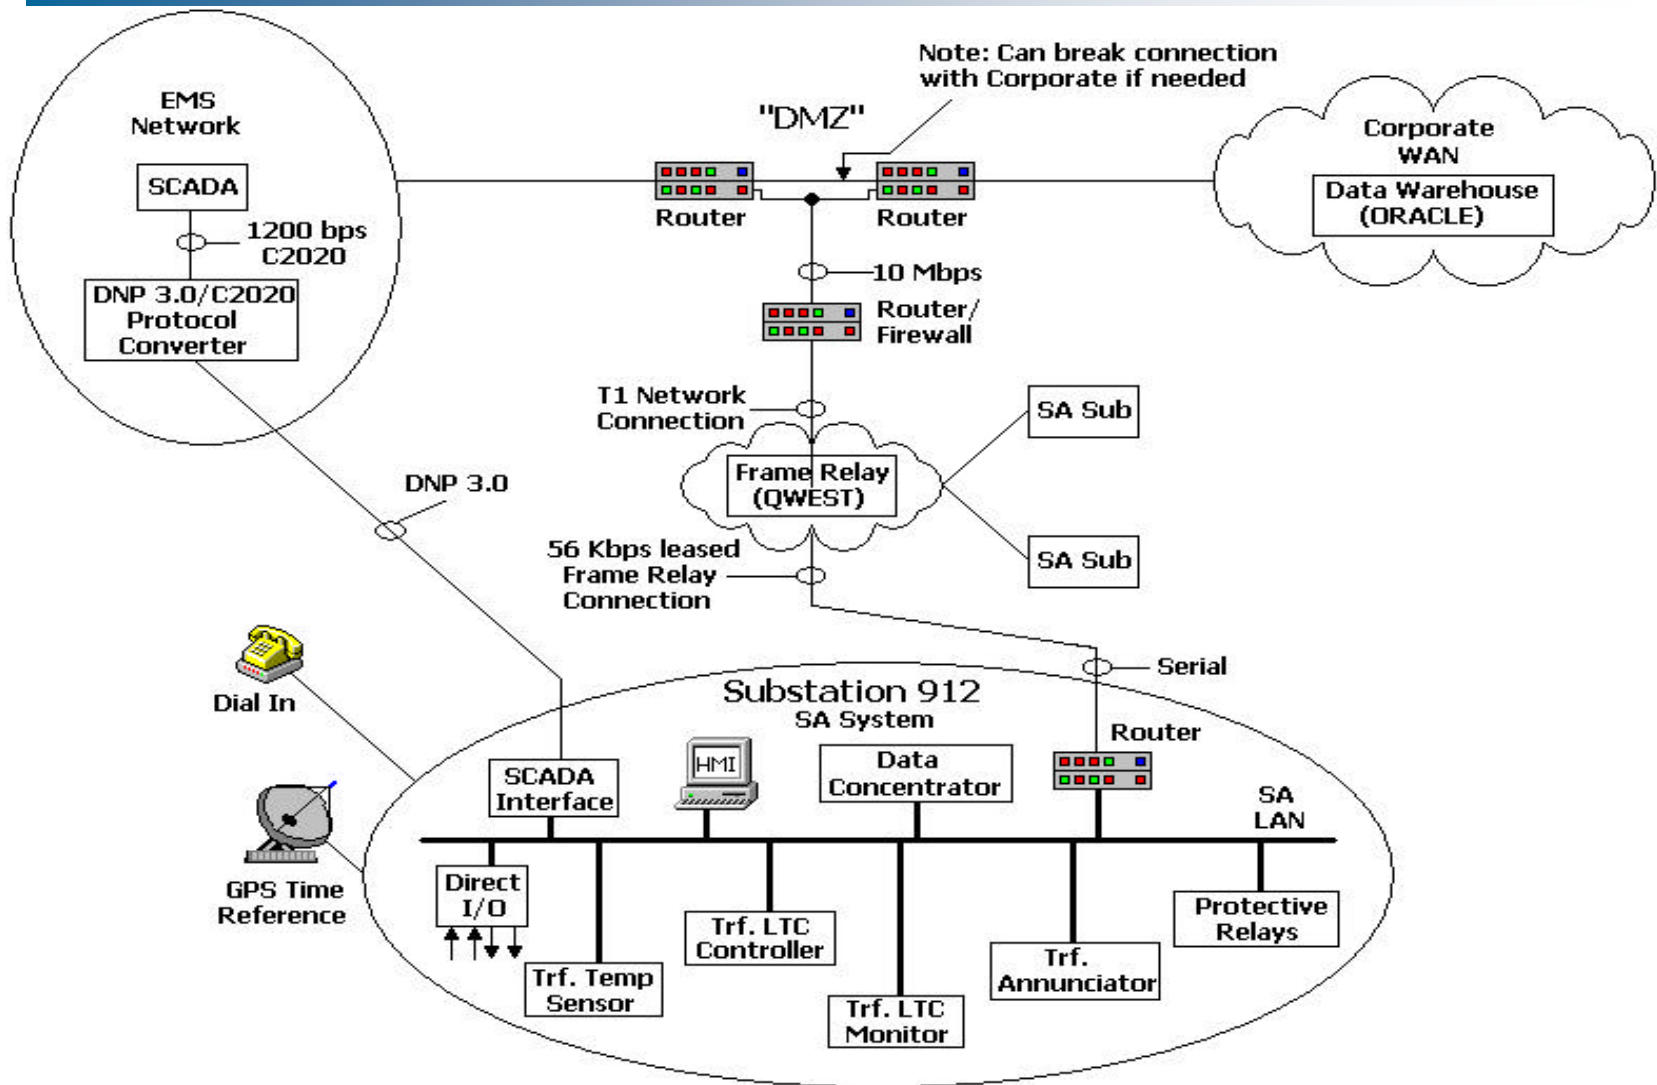 Note: Can break connection
with Corporate if needed
EMS
Network
"DMZ"
Corporate
WAN
SCADA
Data Warehouse
(ORACLE)
Router
Router
1200 bps
C2020
10 Mbps
DNP 3.0/C2020
Protocol
Converter
Router/
Firewall
T1 Network
Connection
SA Sub
Frame Relay
(QWEST)
DNP 3.0
56 Kbps leased
Frame Relay
Connection
SA Sub
Serial
Dial In
Substation 912
SA System
Router
SCADA
Interface
HMI
Data
Concentrator
SA
LAN
GPS Time
Reference
Direct
I/O
Trf. LTC
Controller
Protective
Relays
Trf. Temp
Sensor
Trf.
Annunciator
Trf. LTC
Monitor